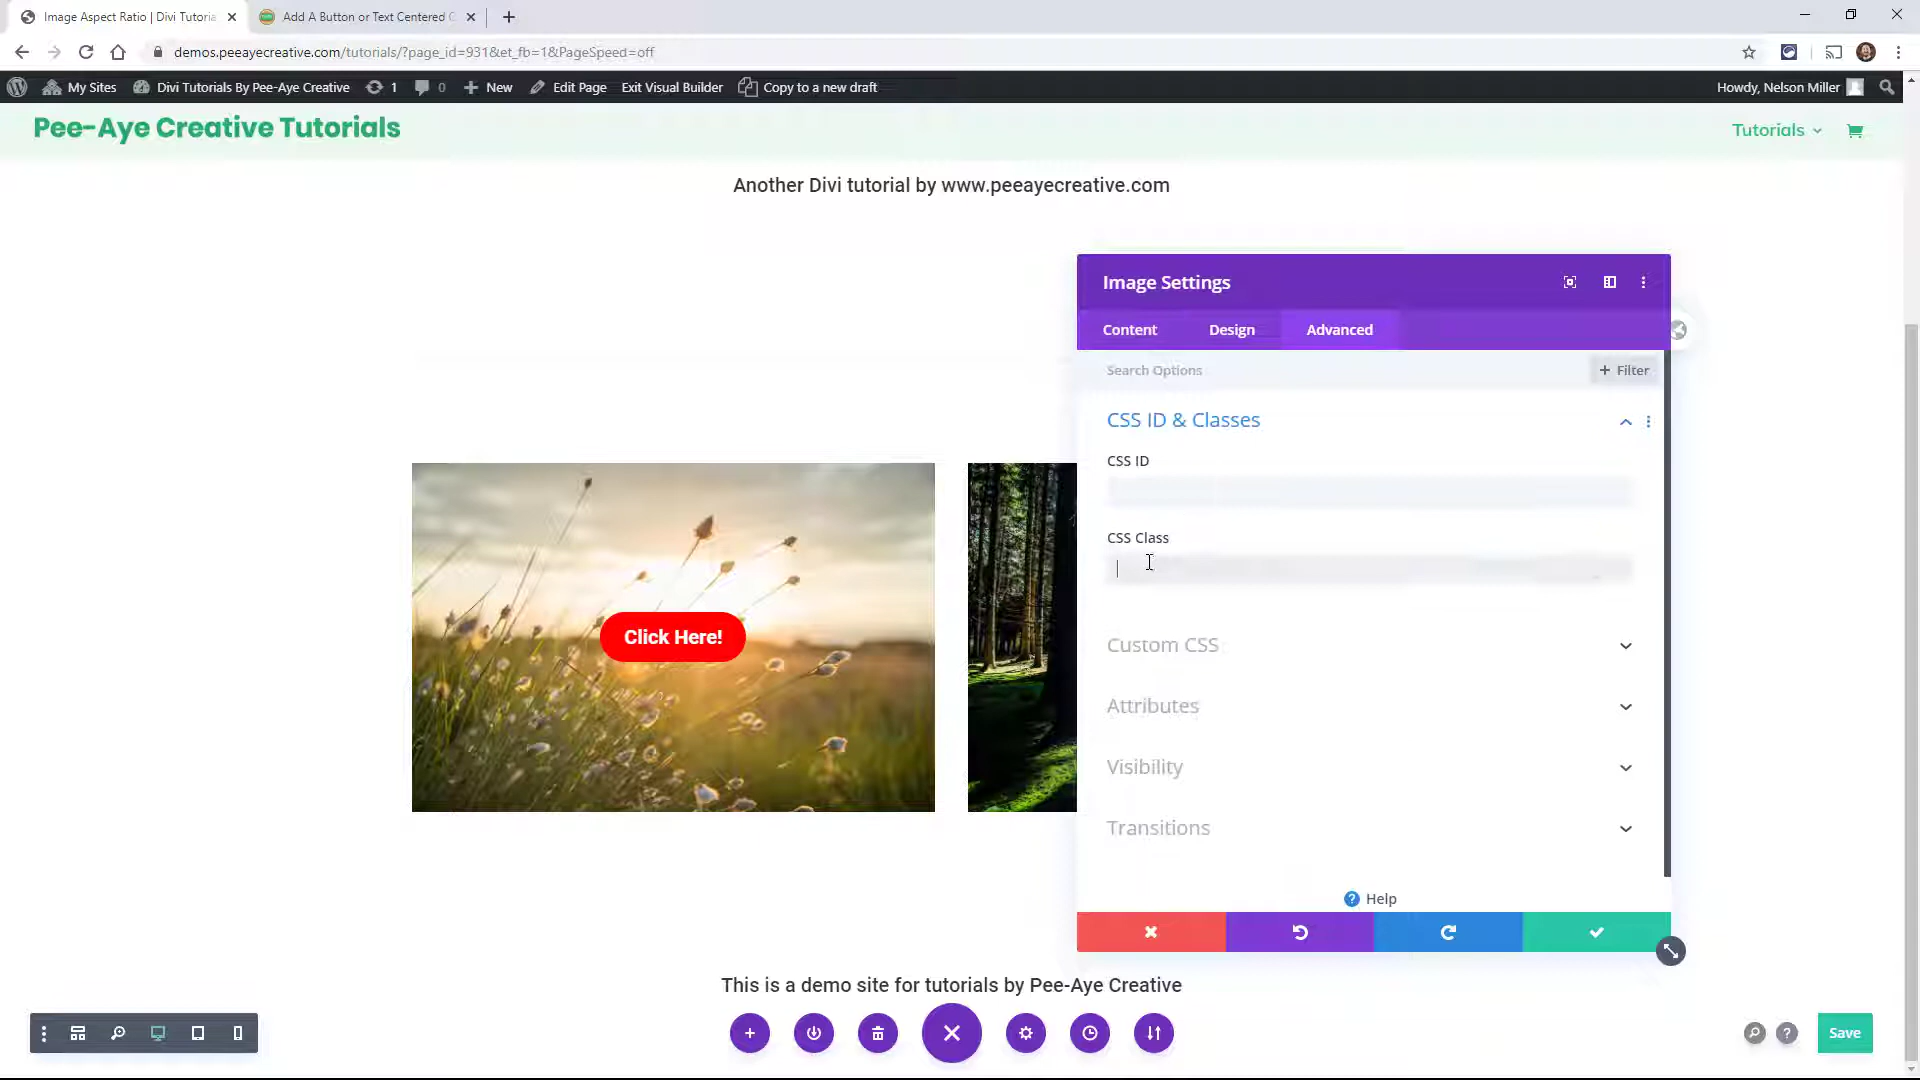 Image Aspect Ratio | Divi Tutoria
Add A Button or Text Centered C
demos.peeayecreative.com/tutorials/?page_id=931&et_fb=1&PageSpeed=off
My Sites
Divi Tutorials By Pee-Aye Creative
1
0
New
Edit Page
Exit Visual Builder
Copy to a new draft
Howdy, Nelson Miller
Pee-Aye Creative Tutorials
Tutorials
Another Divi tutorial by www.peeayecreative.com
Image Settings
Content
Design
Advanced
Search Options
+ Filter
CSS ID & Classes
CSS ID
CSS Class
Click Here!
Custom CSS
Attributes
Visibility
Transitions
? Help
This is a demo site for tutorials by Pee-Aye Creative
?
Save